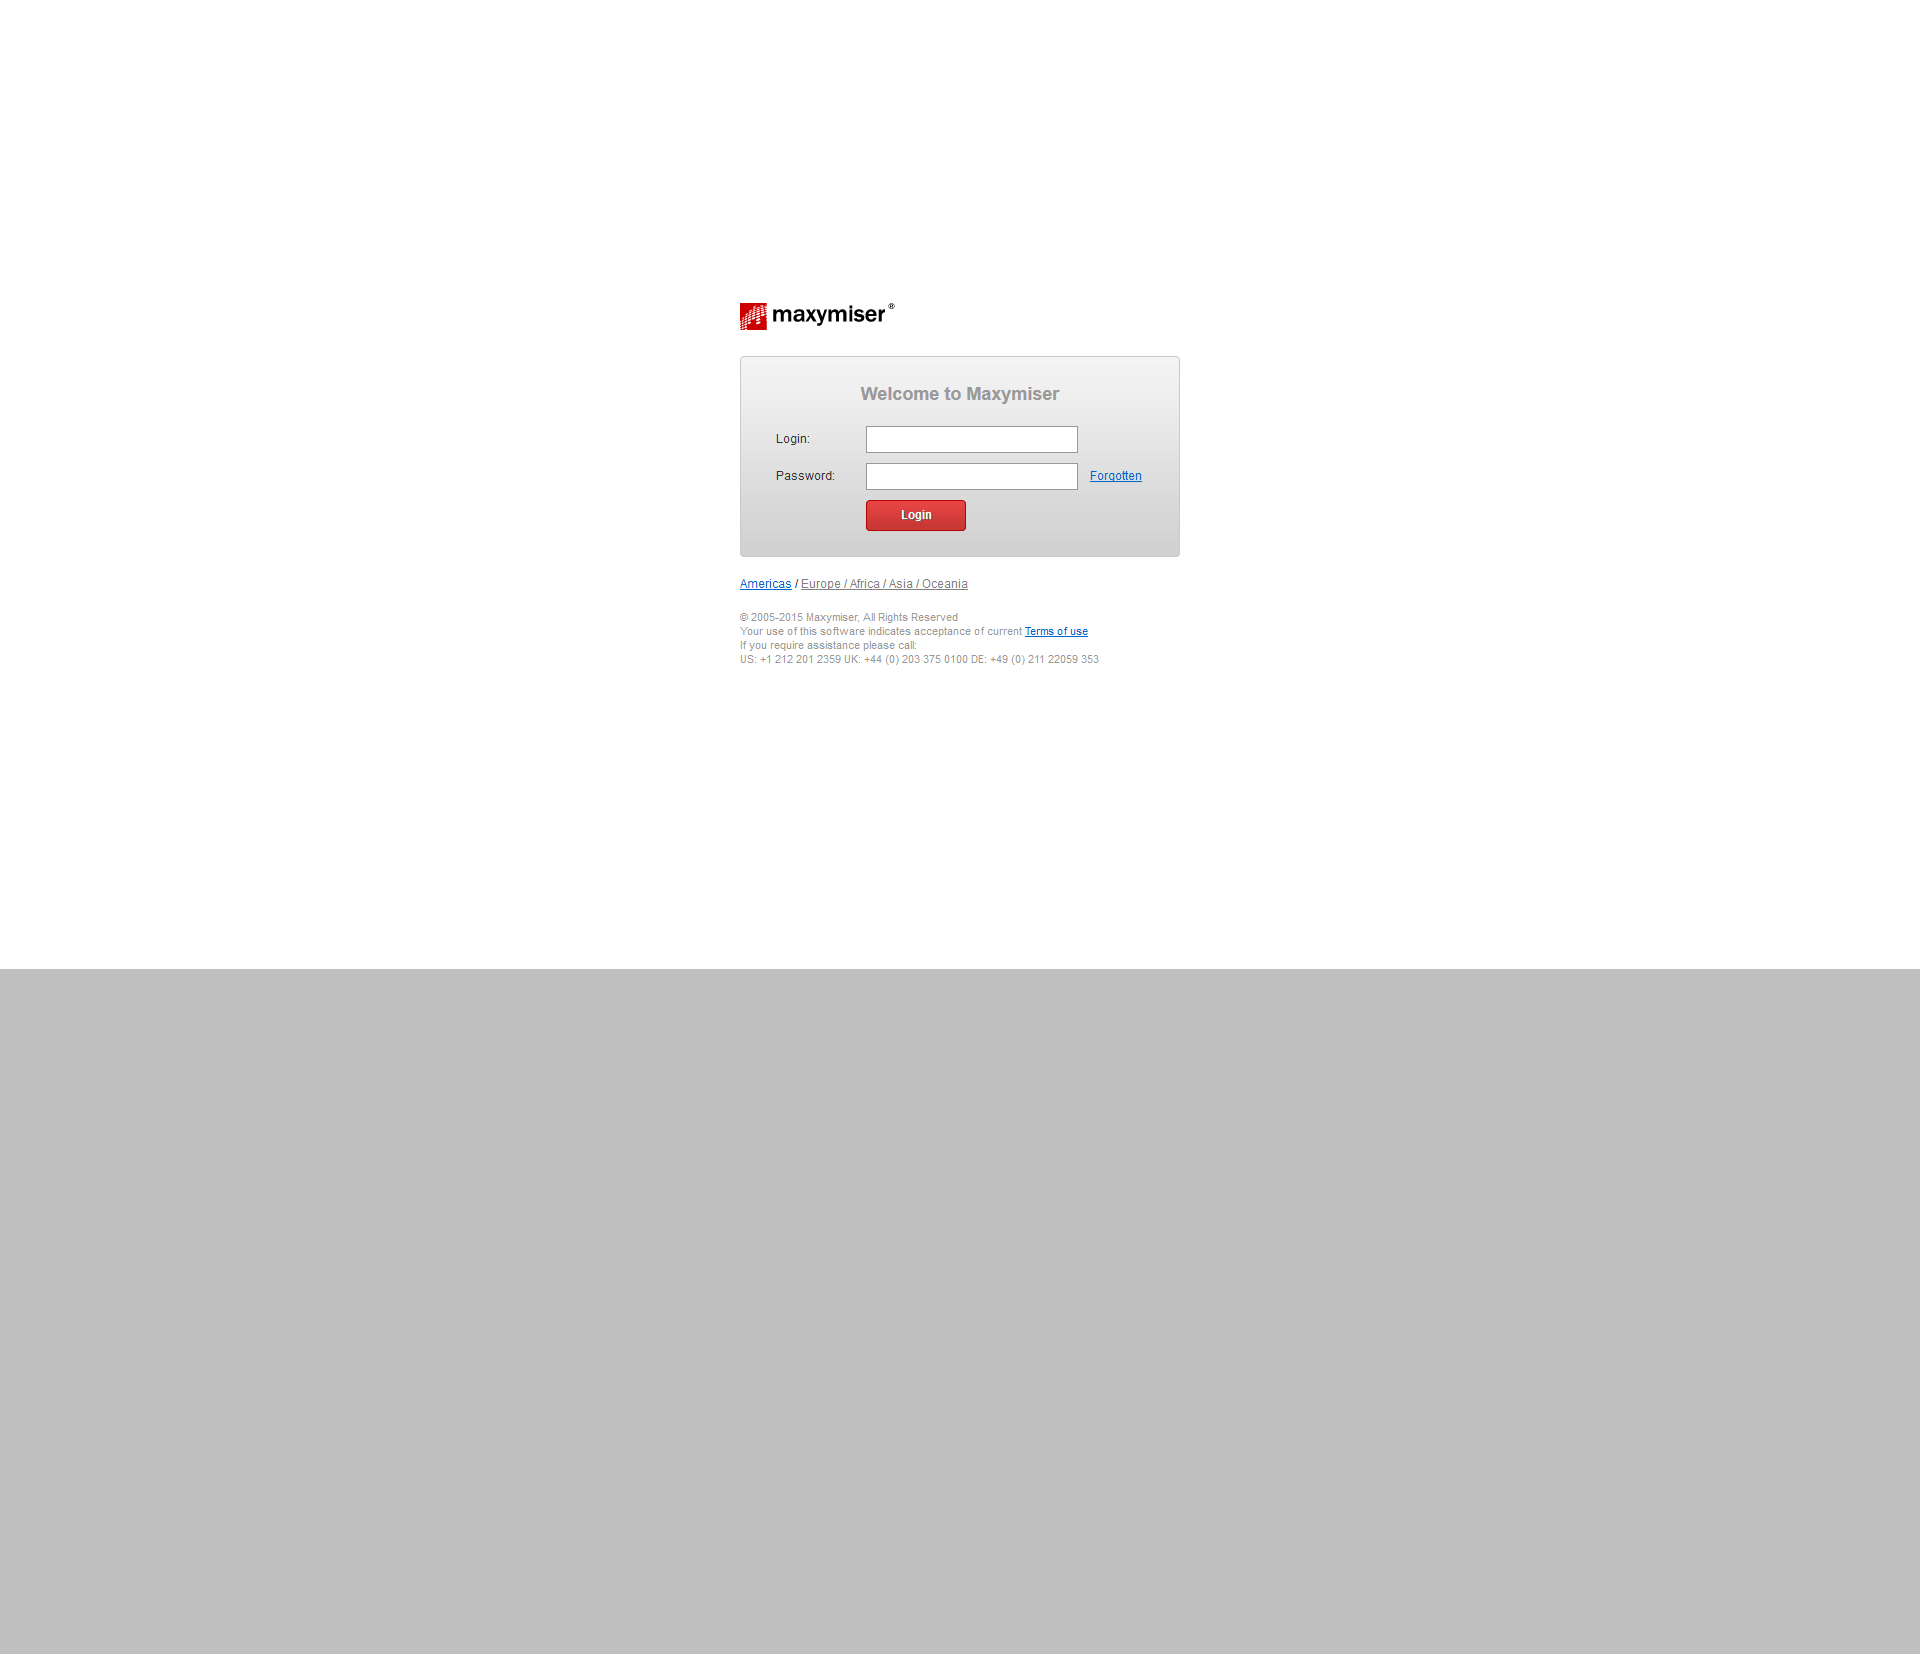 maxymiser®
Welcome to Maxymiser
Login:
Password:
Forgotten
Login
Americas / Europe / Africa / Asia / Oceania
© 2005-2015 Maxymiser, All Rights Reserved
Your use of this software indicates acceptance of current Terms of use
If you require assistance please call:
US: +1 212 201 2359 UK: +44 (0) 203 375 0100 DE: +49 (0) 211 22059 353